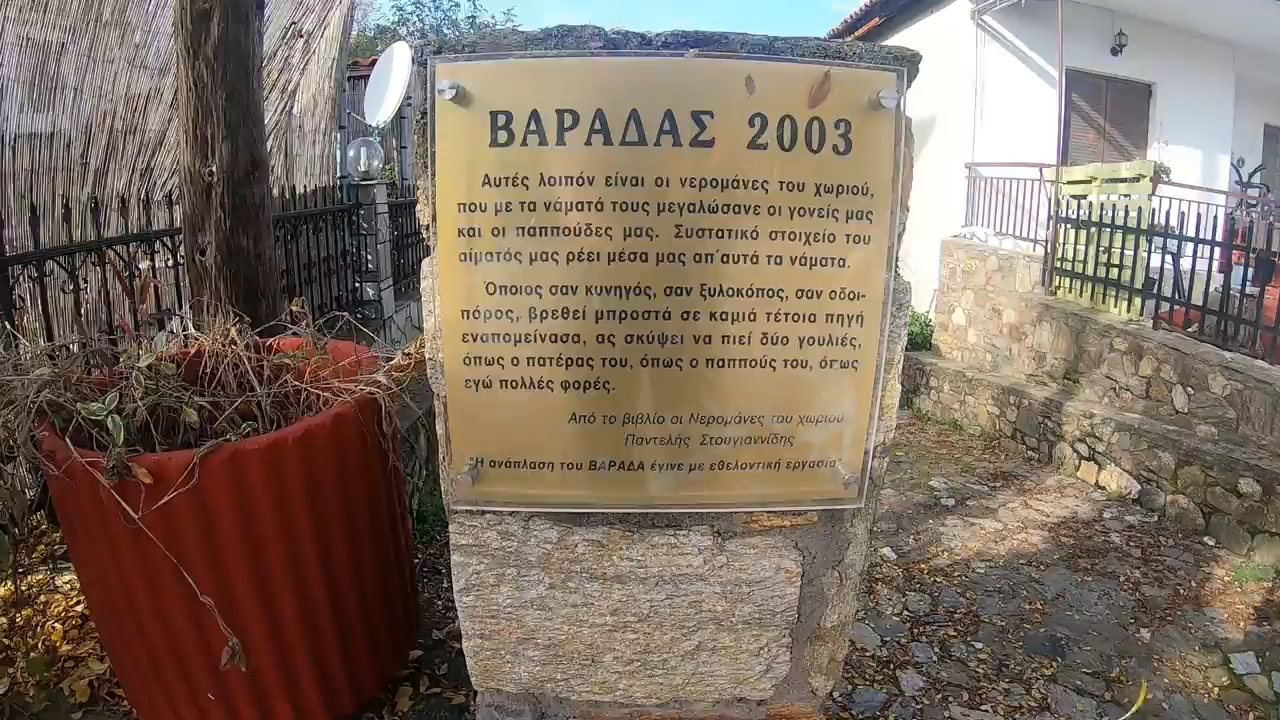 ΒΑΡΑΔΑΣ 2003
Αυτές λοιπόν είναι οι νερομάνες του χωριού,
που με τα νάματά τους μεγαλώσανε οι γονείς μας
και οι παππούδες μας. Συστατικό στοιχείο του
αίματός μας ρέει μέσα μας απ΄αυτά τα νάματα.
Όποιος σαν κυνηγός, σαν ξυλοκόπος, σαν οδοι-
πόρος, βρεθεί μπροστά σε καμιά τέτοια πηγή
εναπομείνασα, ας σκύψει να πιεί δύο γουλιές,
όπως ο πατέρας του, όπως ο παππούς του, όπως
εγώ πολλές φορές.
Από το βιβλίο οι Νερομάνες του χωριού
Παντελής Στουγιαννίδης
"Η ανάπλαση του ΒΑΡΑΔΑ έγινε με εθελοντική εργασία"